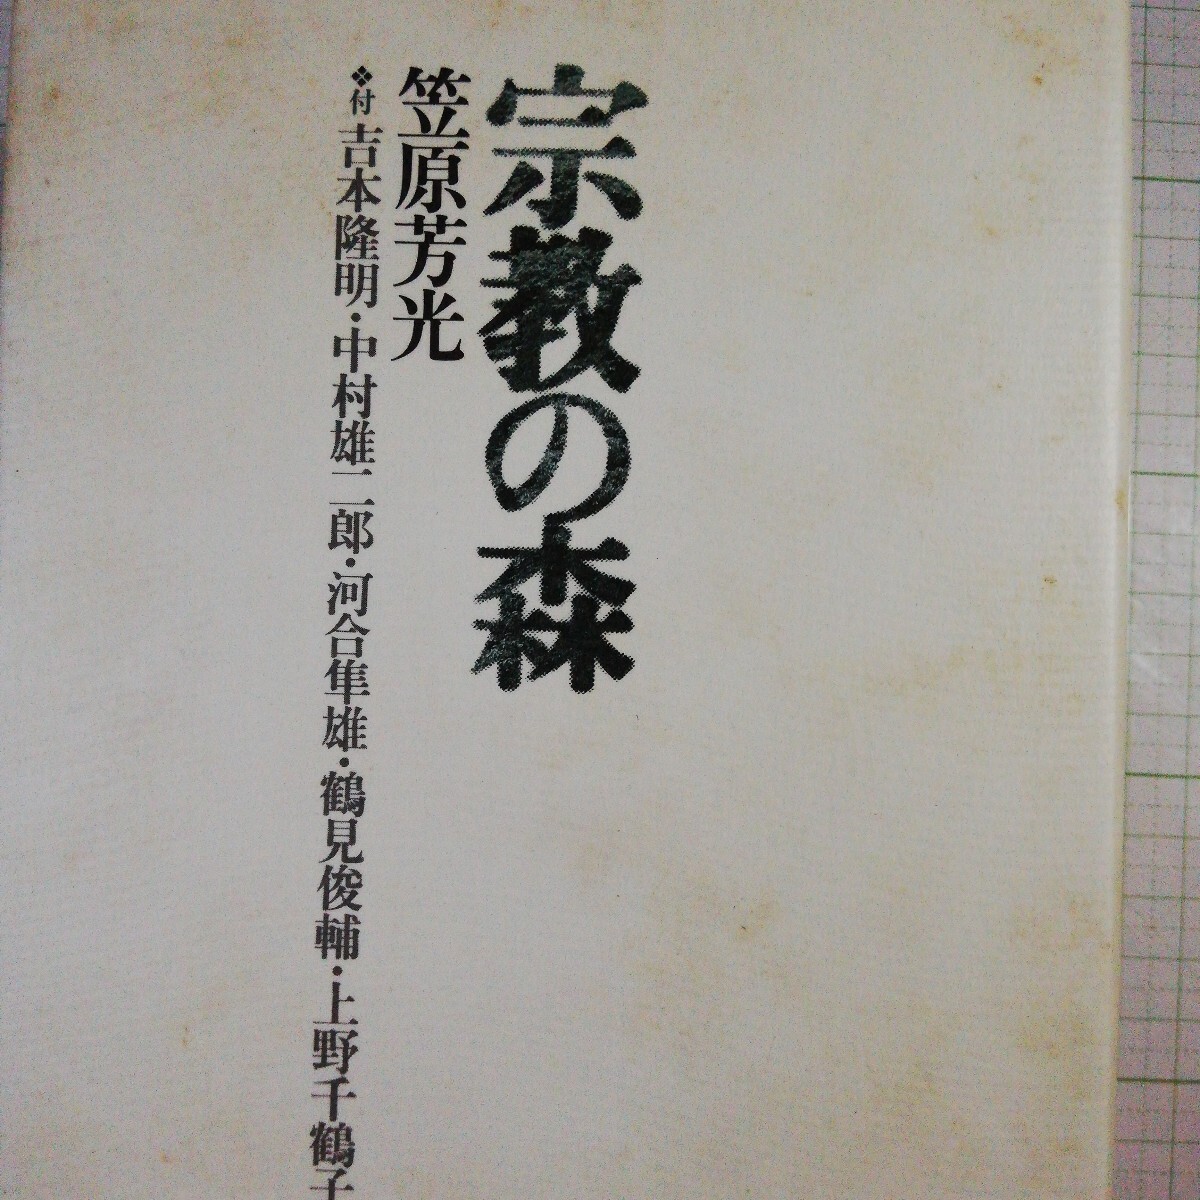 宗教の森
笠原芳光
❖付 吉本隆明・中村雄二郎・河合隼雄・鶴見俊輔・上野千鶴子